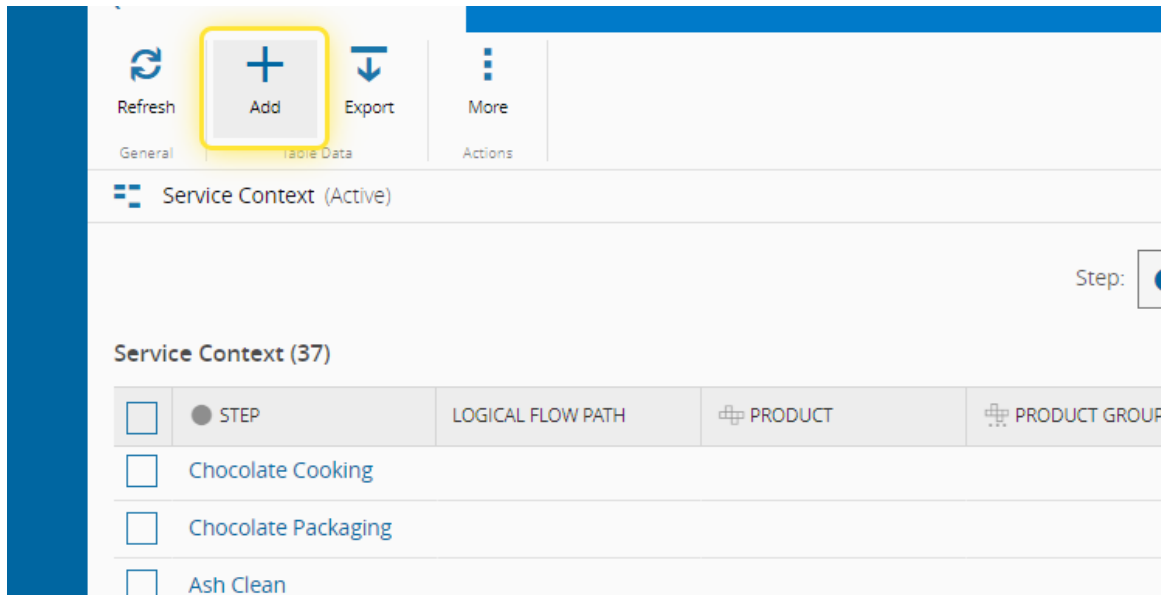 Refresh Add Export More
General Table Data Actions
Service Context (Active)
Step:
Service Context (37)
STEP LOGICAL FLOW PATH PRODUCT PRODUCT GROUP
Chocolate Cooking
Chocolate Packaging
Ash Clean